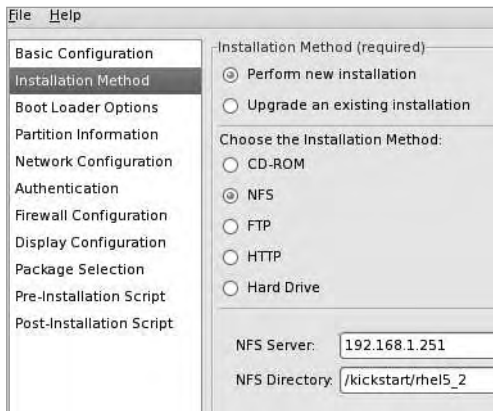 File Help
Basic Configuration
Installation Method
Boot Loader Options
Partition Information
Network Configuration
Authentication
Firewall Configuration
Display Configuration
Package Selection
Pre-Installation Script
Post-Installation Script
Installation Method (required)
Perform new installation
Upgrade an existing installation
Choose the Installation Method:
CD-ROM
NFS
FTP
HTTP
Hard Drive
NFS Server: 192.168.1.251
NFS Directory: /kickstart/rhel5_2